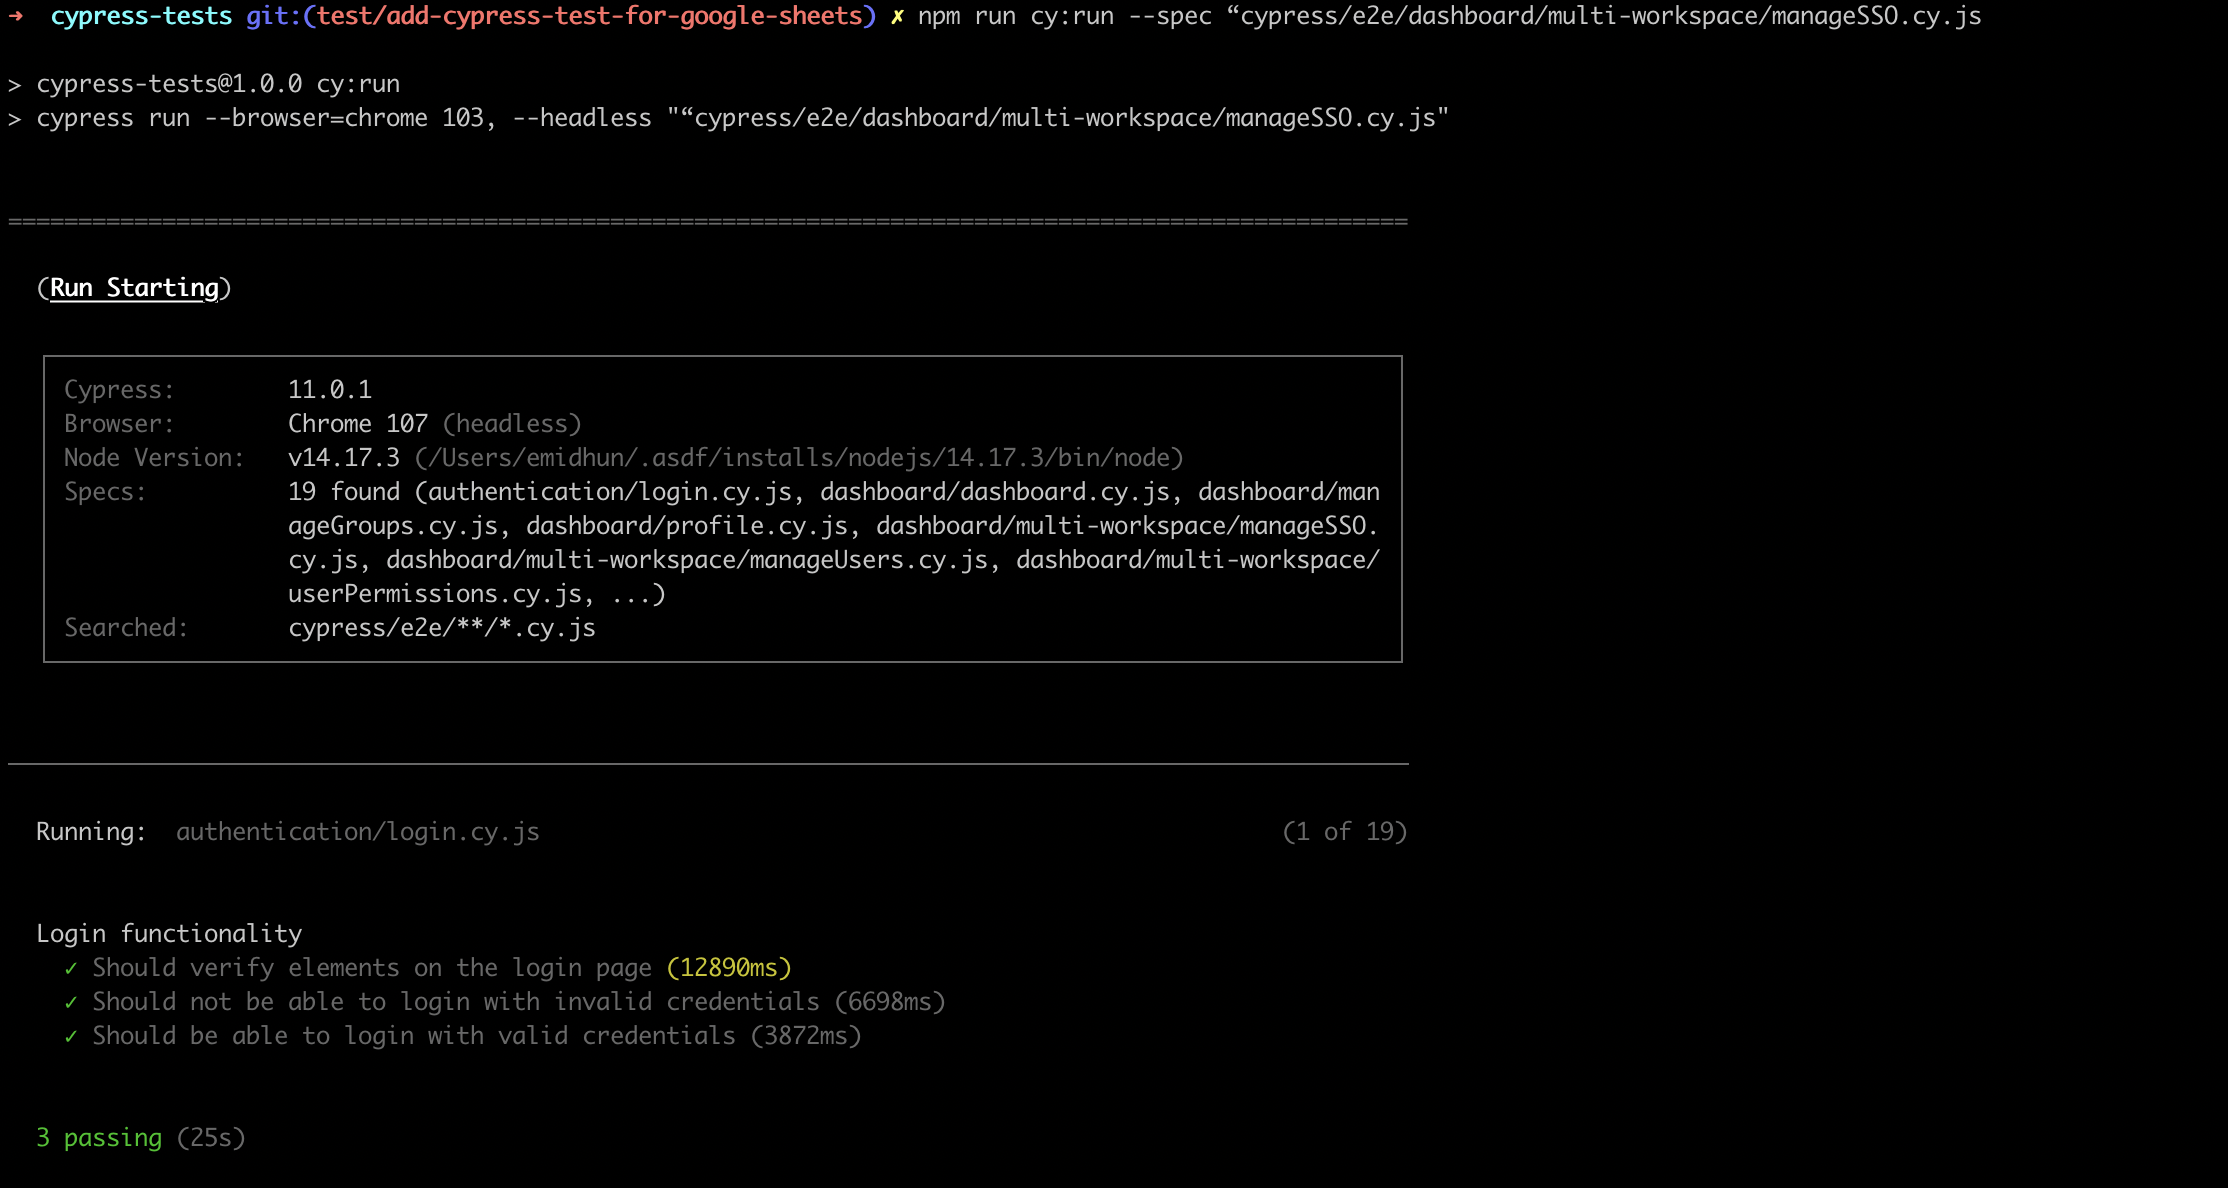 ➜  cypress-tests git:(test/add-cypress-test-for-google-sheets) ✗ npm run cy:run --spec “cypress/e2e/dashboard/multi-workspace/manageSSO.cy.js
> cypress-tests@1.0.0 cy:run
> cypress run --browser=chrome 103, --headless "“cypress/e2e/dashboard/multi-workspace/manageSSO.cy.js"
====================================================================================================
(Run Starting)
Cypress:        11.0.1
Browser:        Chrome 107 (headless)
Node Version:   v14.17.3 (/Users/emidhun/.asdf/installs/nodejs/14.17.3/bin/node)
Specs:          19 found (authentication/login.cy.js, dashboard/dashboard.cy.js, dashboard/man
ageGroups.cy.js, dashboard/profile.cy.js, dashboard/multi-workspace/manageSSO.
cy.js, dashboard/multi-workspace/manageUsers.cy.js, dashboard/multi-workspace/
userPermissions.cy.js, ...)
Searched:       cypress/e2e/**/*.cy.js
Running:  authentication/login.cy.js (1 of 19)
Login functionality
✓ Should verify elements on the login page (12890ms)
✓ Should not be able to login with invalid credentials (6698ms)
✓ Should be able to login with valid credentials (3872ms)
3 passing (25s)